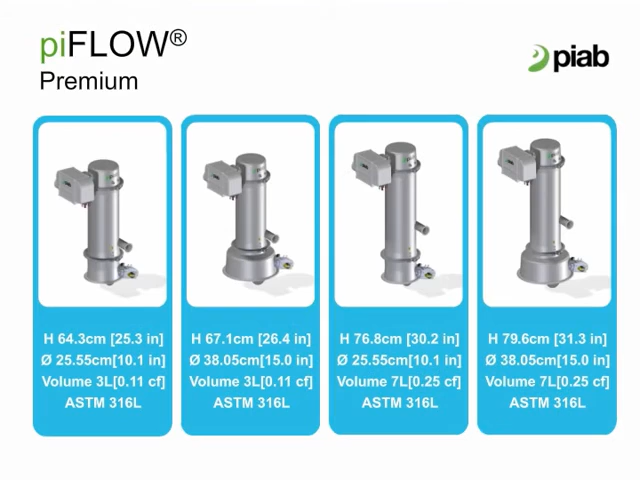 piFLOW®
Premium
piab
H 64.3cm [25.3 in]
Ø 25.55cm[10.1 in]
Volume 3L[0.11 cf]
ASTM 316L
H 67.1cm [26.4 in]
Ø 38.05cm[15.0 in]
Volume 3L[0.11 cf]
ASTM 316L
H 76.8cm [30.2 in]
Ø 25.55cm[10.1 in]
Volume 7L[0.25 cf]
ASTM 316L
H 79.6cm [31.3 in]
Ø 38.05cm[15.0 in]
Volume 7L[0.25 cf]
ASTM 316L